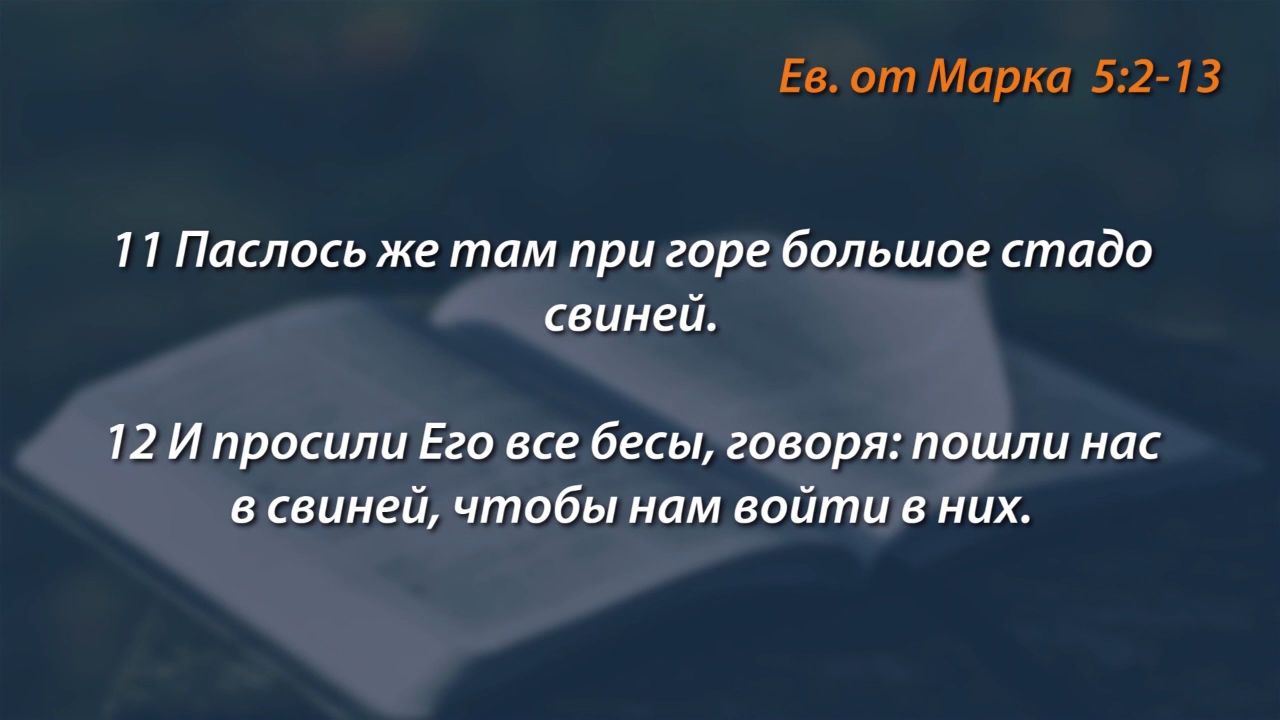 Ев. от Марка 5:2-13
11 Паслось же там при горе большое стадо
свиней.
12 И просили Его все бесы, говоря: пошли нас
в свиней, чтобы нам войти в них.